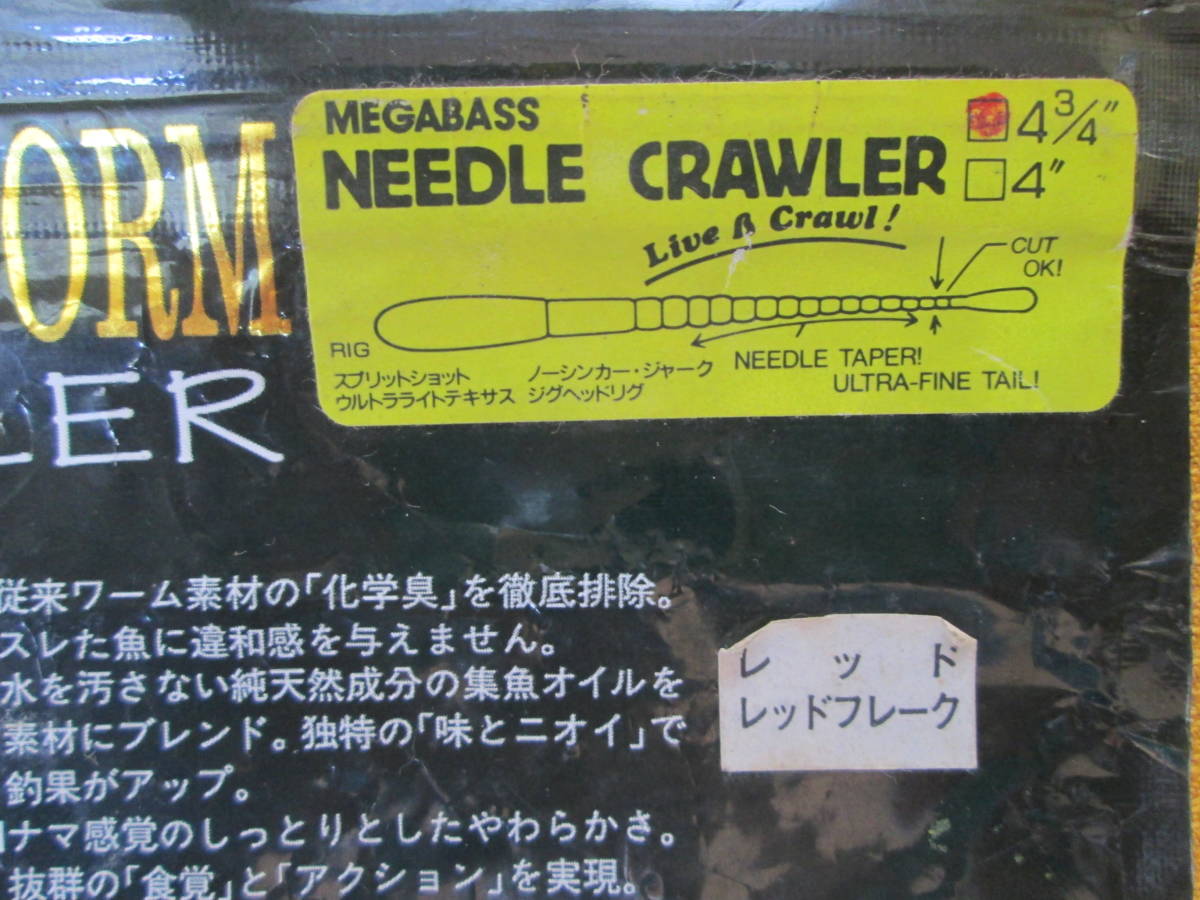 ORM
LER
MEGABASS
NEEDLE CRAWLER
4 3/4"
4"
Live & Crawl!
CUT
OK!
RIG
スプリットショット ノーシンカー・ジャーク
ウルトラライトテキサス ジグヘッドリグ
NEEDLE TAPER!
ULTRA-FINE TAIL!
従来ワーム素材の「化学臭」を徹底排除。
スレた魚に違和感を与えません。
水を汚さない純天然成分の集魚オイルを
素材にブレンド。独特の「味とニオイ」で
釣果がアップ。
ナマ感覚のしっとりとしたやわらかさ。
抜群の「食覚」と「アクション」を実現。
レッド
レッドフレーク